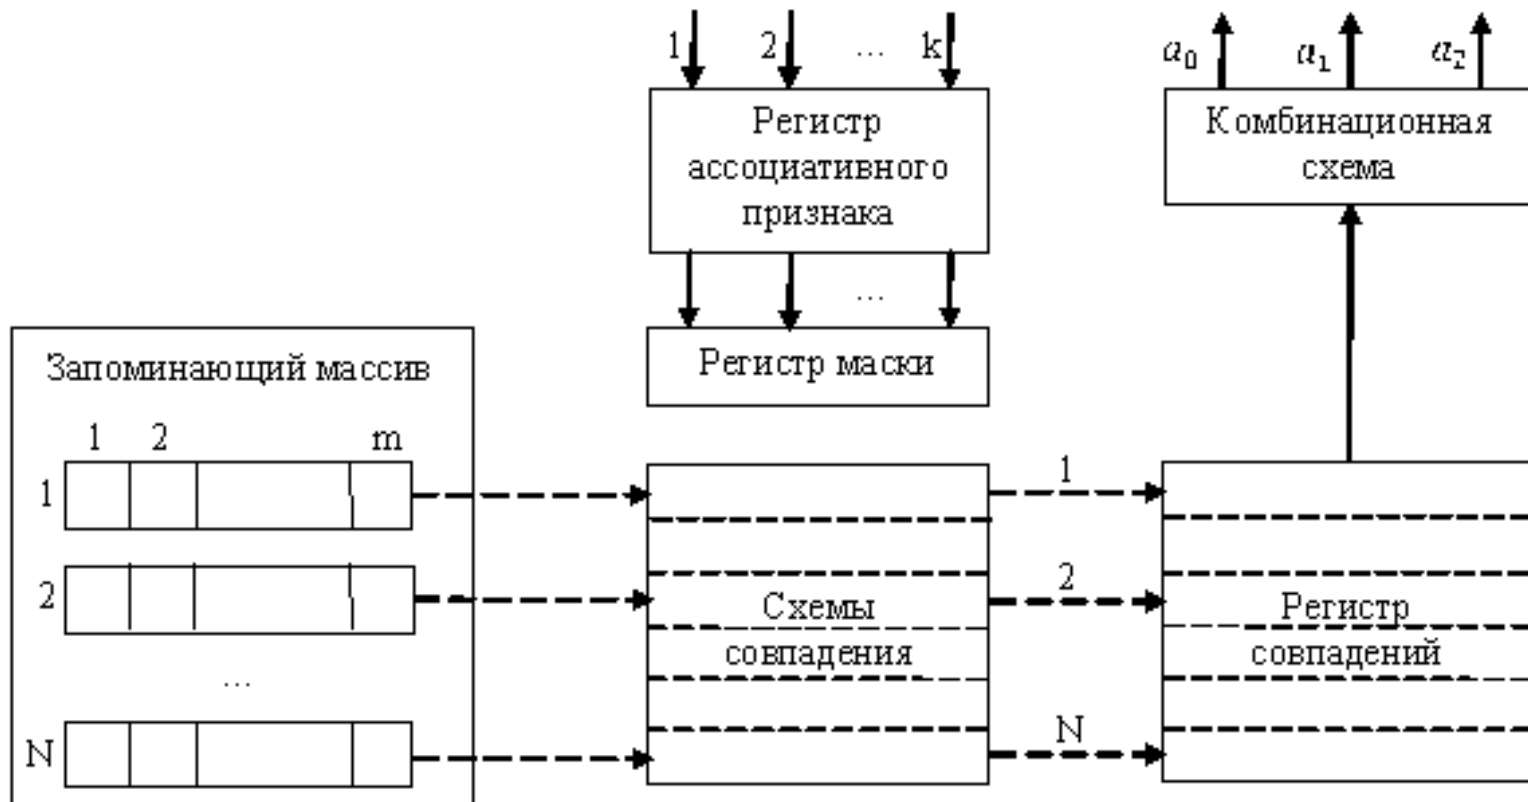 1 2 ... k
a0 a1 a2
Регистр
ассоциативного
признака
Комбинационная
схема
...
Регистр маски
Запоминающий массив
1 2 m
1
2
...
N
1
2
N
Схемы
совпадения
Регистр
совпадений